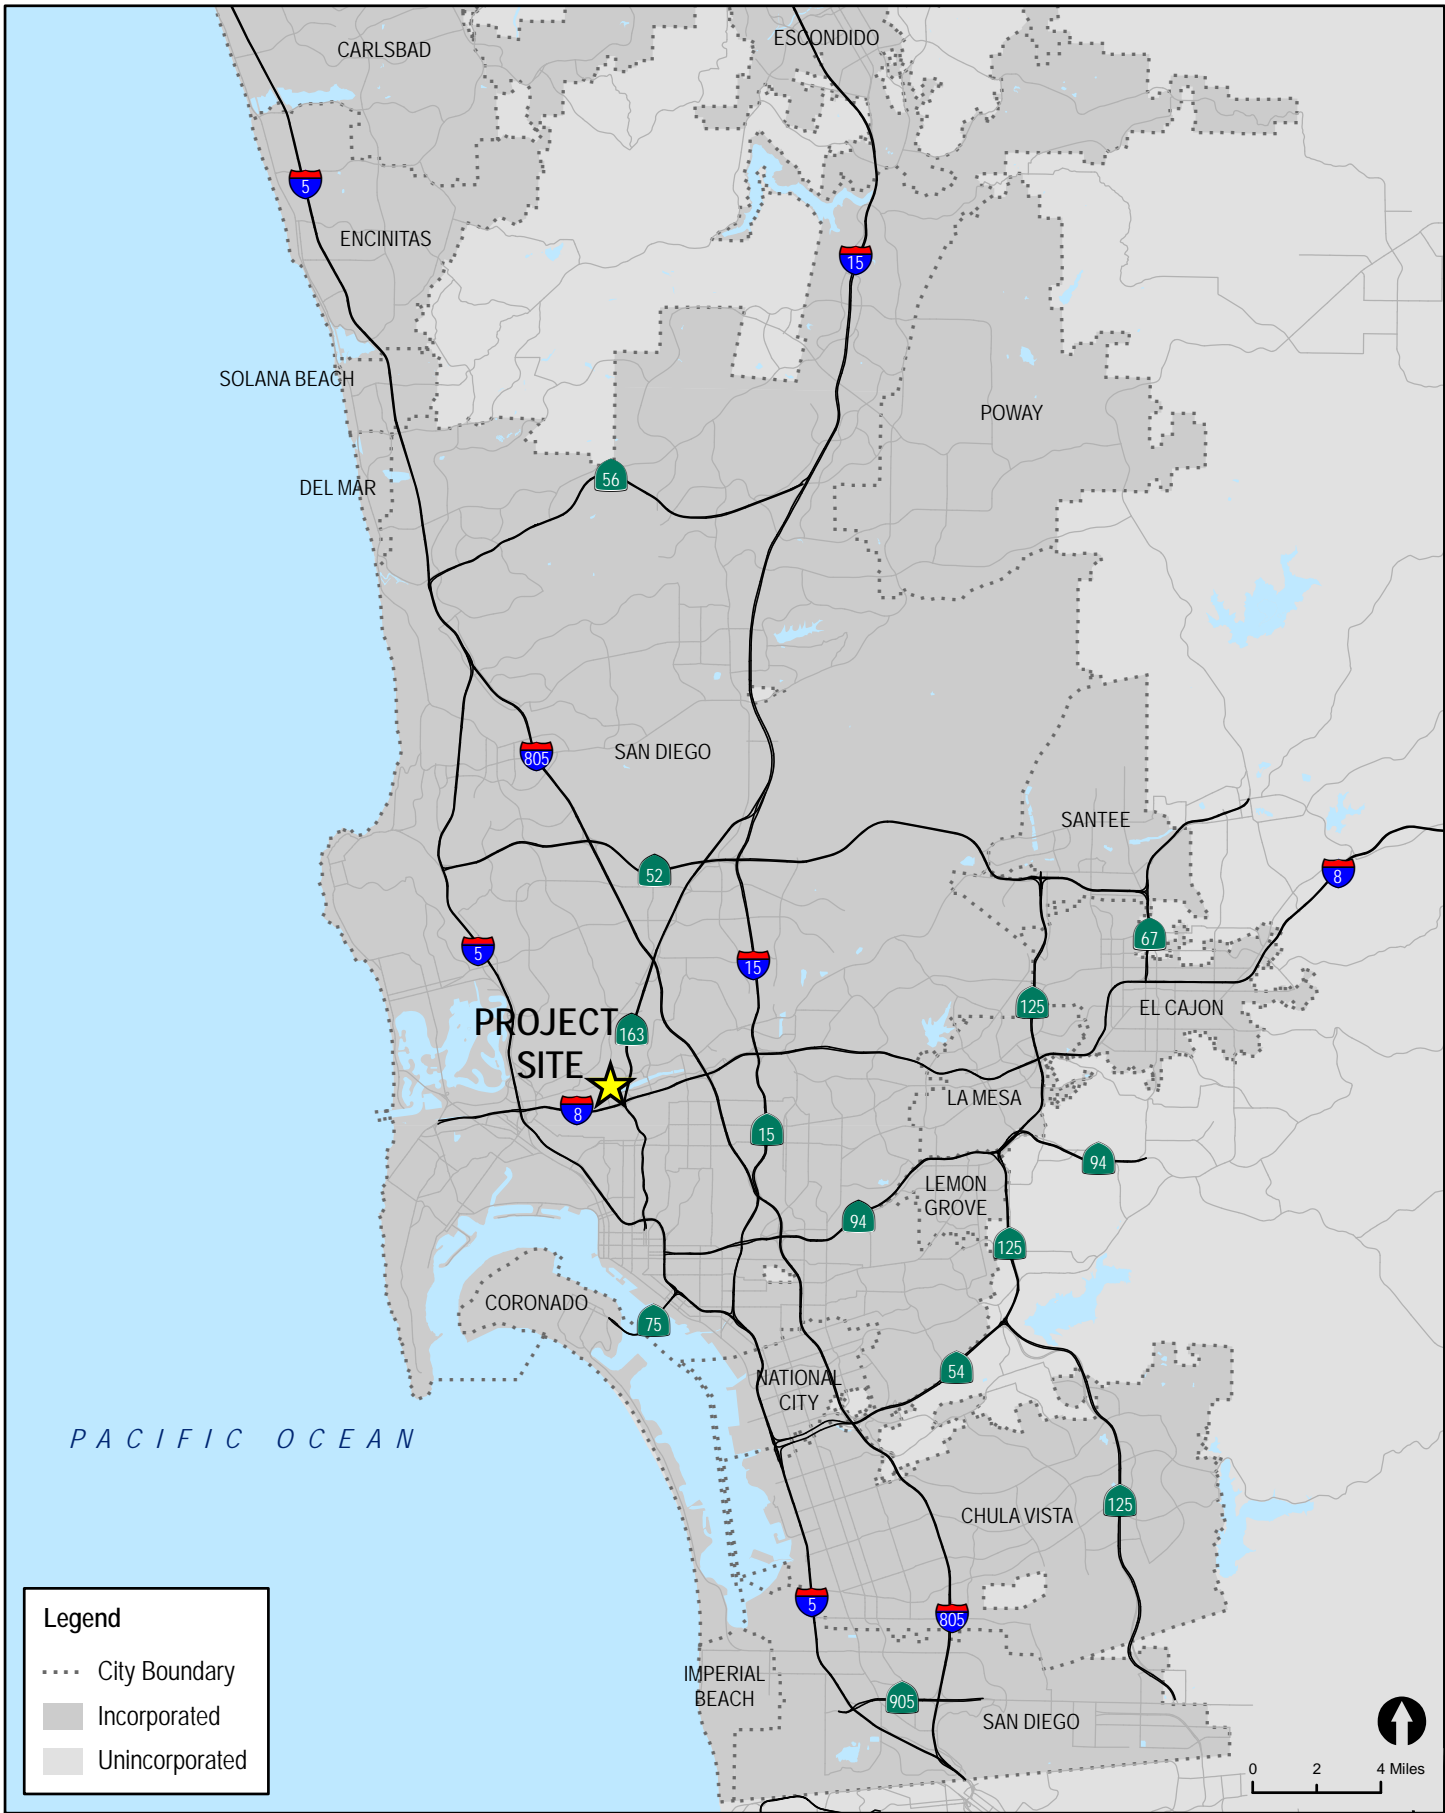 CARLSBAD
ESCONDIDO
5
ENCINITAS
15
SOLANA BEACH
POWAY
56
DEL MAR
805
SAN DIEGO
SANTEE
52
8
67
5
15
125
EL CAJON
PROJECT
SITE
163
8
LA MESA
15
94
LEMON
GROVE
94
125
CORONADO
75
54
NATIONAL
CITY
PACIFIC OCEAN
125
CHULA VISTA
5
805
IMPERIAL
BEACH
905
SAN DIEGO
Legend
City Boundary
Incorporated
Unincorporated
0 2 4 Miles